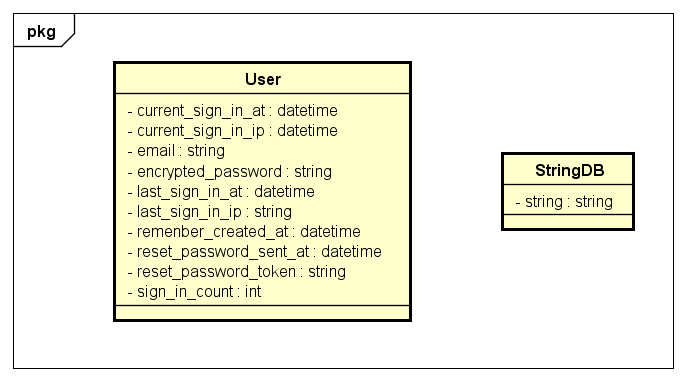 pkg
User
- current_sign_in_at : datetime
- current_sign_in_ip : datetime
- email : string
- encrypted_password : string
- last_sign_in_at : datetime
- last_sign_in_ip : string
- remenber_created_at : datetime
- reset_password_sent_at : datetime
- reset_password_token : string
- sign_in_count : int
StringDB
- string : string